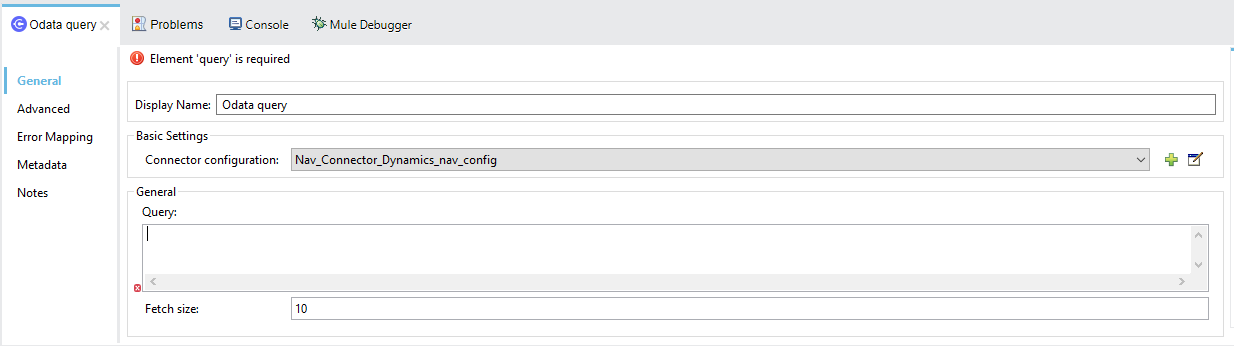 Odata query Problems Console Mule Debugger
Element 'query' is required
General
Advanced
Error Mapping
Metadata
Notes
Display Name: Odata query
Basic Settings
Connector configuration: Nav_Connector_Dynamics_nav_config
General
Query:
Fetch size: 10